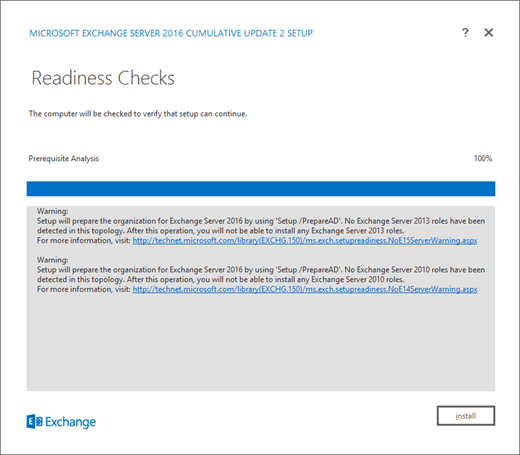 MICROSOFT EXCHANGE SERVER 2016 CUMULATIVE UPDATE 2 SETUP
?
Readiness Checks
The computer will be checked to verify that setup can continue.
Prerequisite Analysis 100%
Warning:
Setup will prepare the organization for Exchange Server 2016 by using 'Setup /PrepareAD'. No Exchange Server 2013 roles have been
detected in this topology. After this operation, you will not be able to install any Exchange Server 2013 roles.
For more information, visit: http://technet.microsoft.com/library(EXCHG.150)/ms.exch.setupreadiness.NoE15ServerWarning.aspx
Warning:
Setup will prepare the organization for Exchange Server 2016 by using 'Setup /PrepareAD'. No Exchange Server 2010 roles have been
detected in this topology. After this operation, you will not be able to install any Exchange Server 2010 roles.
For more information, visit: http://technet.microsoft.com/library(EXCHG.150)/ms.exch.setupreadiness.NoE14ServerWarning.aspx
E Exchange
install